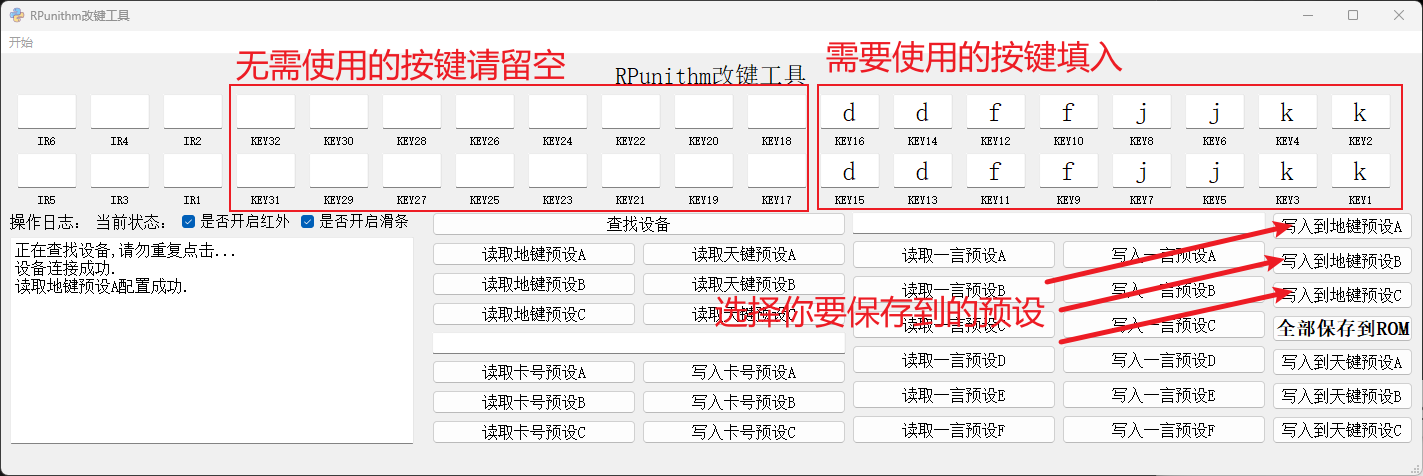 RPunithm改键工具
开始
无需使用的按键请留空
需要使用的按键填入
RPunithm改键工具
d d f f j j k k
IR6 IR4 IR2 KEY32 KEY30 KEY28 KEY26 KEY24 KEY22 KEY20 KEY18 KEY16 KEY14 KEY12 KEY10 KEY8 KEY6 KEY4 KEY2
d d f f j j k k
IR5 IR3 IR1 KEY31 KEY29 KEY27 KEY25 KEY23 KEY21 KEY19 KEY17 KEY15 KEY13 KEY11 KEY9 KEY7 KEY5 KEY3 KEY1
操作日志: 当前状态: 是否开启红外 是否开启滑条
正在查找设备,请勿重复点击...
设备连接成功.
读取地键预设A配置成功.
查找设备
读取地键预设A 读取天键预设A
读取地键预设B 读取天键预设B
读取地键预设C 读取天键预设C
读取卡号预设A 写入卡号预设A
读取卡号预设B 写入卡号预设B
读取卡号预设C 写入卡号预设C
选择你要保存到的预设
读取一言预设A 写入一言预设A
读取一言预设B 写入一言预设B
读取一言预设C 写入一言预设C
读取一言预设D 写入一言预设D
读取一言预设E 写入一言预设E
读取一言预设F 写入一言预设F
写入到地键预设A
写入到地键预设B
写入到地键预设C
全部保存到ROM
写入到天键预设A
写入到天键预设B
写入到天键预设C